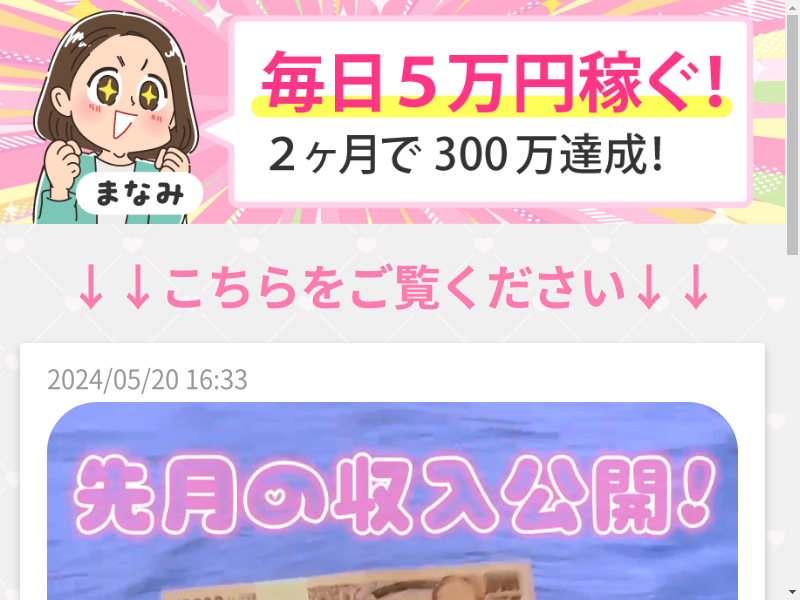 毎日５万円稼ぐ!
２ヶ月で 300 万達成!
まなみ
↓↓こちらをご覧ください↓↓
2024/05/20 16:33
先月の収入公開!